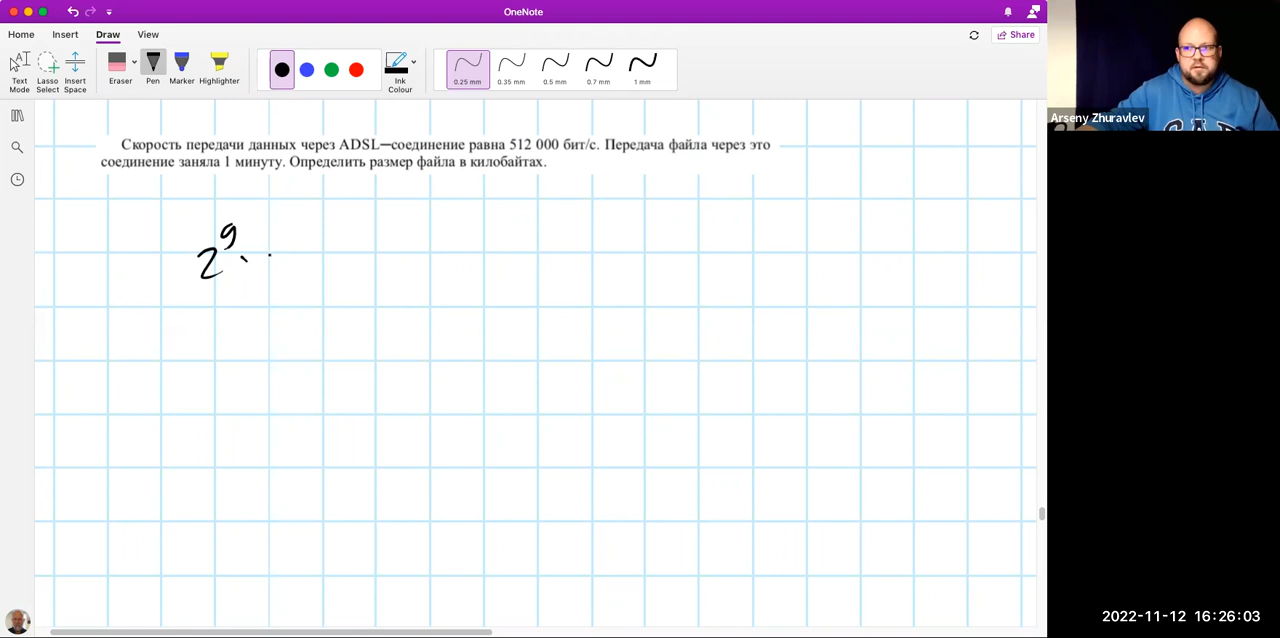 OneNote
Home Insert Draw View
Share
Text Mode
Lasso Select
Insert Space
Eraser
Pen
Marker
Highlighter
Ink Colour
0.25 mm
0.35 mm
0.5 mm
0.7 mm
1 mm
Arseny Zhuravlev
Скорость передачи данных через ADSL─соединение равна 512 000 бит/с. Передача файла через это
соединение заняла 1 минуту. Определить размер файла в килобайтах.
2⁹ ·
2022-11-12 16:26:03